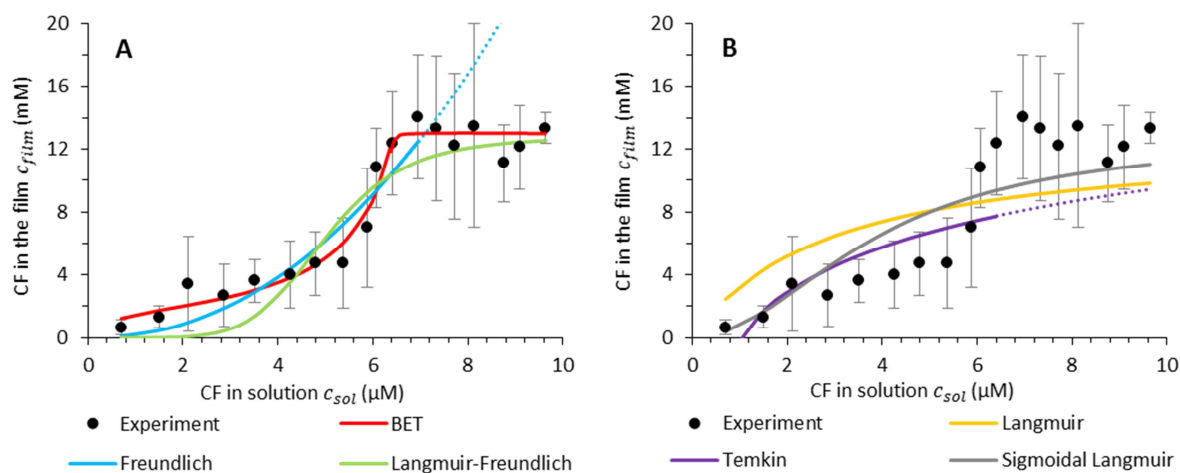 A
CF in the film c_film (mM)
20
16
12
8
4
0
0 2 4 6 8 10
CF in solution c_sol (µM)
Experiment BET
Freundlich Langmuir-Freundlich
B
CF in the film c_film (mM)
20
16
12
8
4
0
0 2 4 6 8 10
CF in solution c_sol (µM)
Experiment Langmuir
Temkin Sigmoidal Langmuir